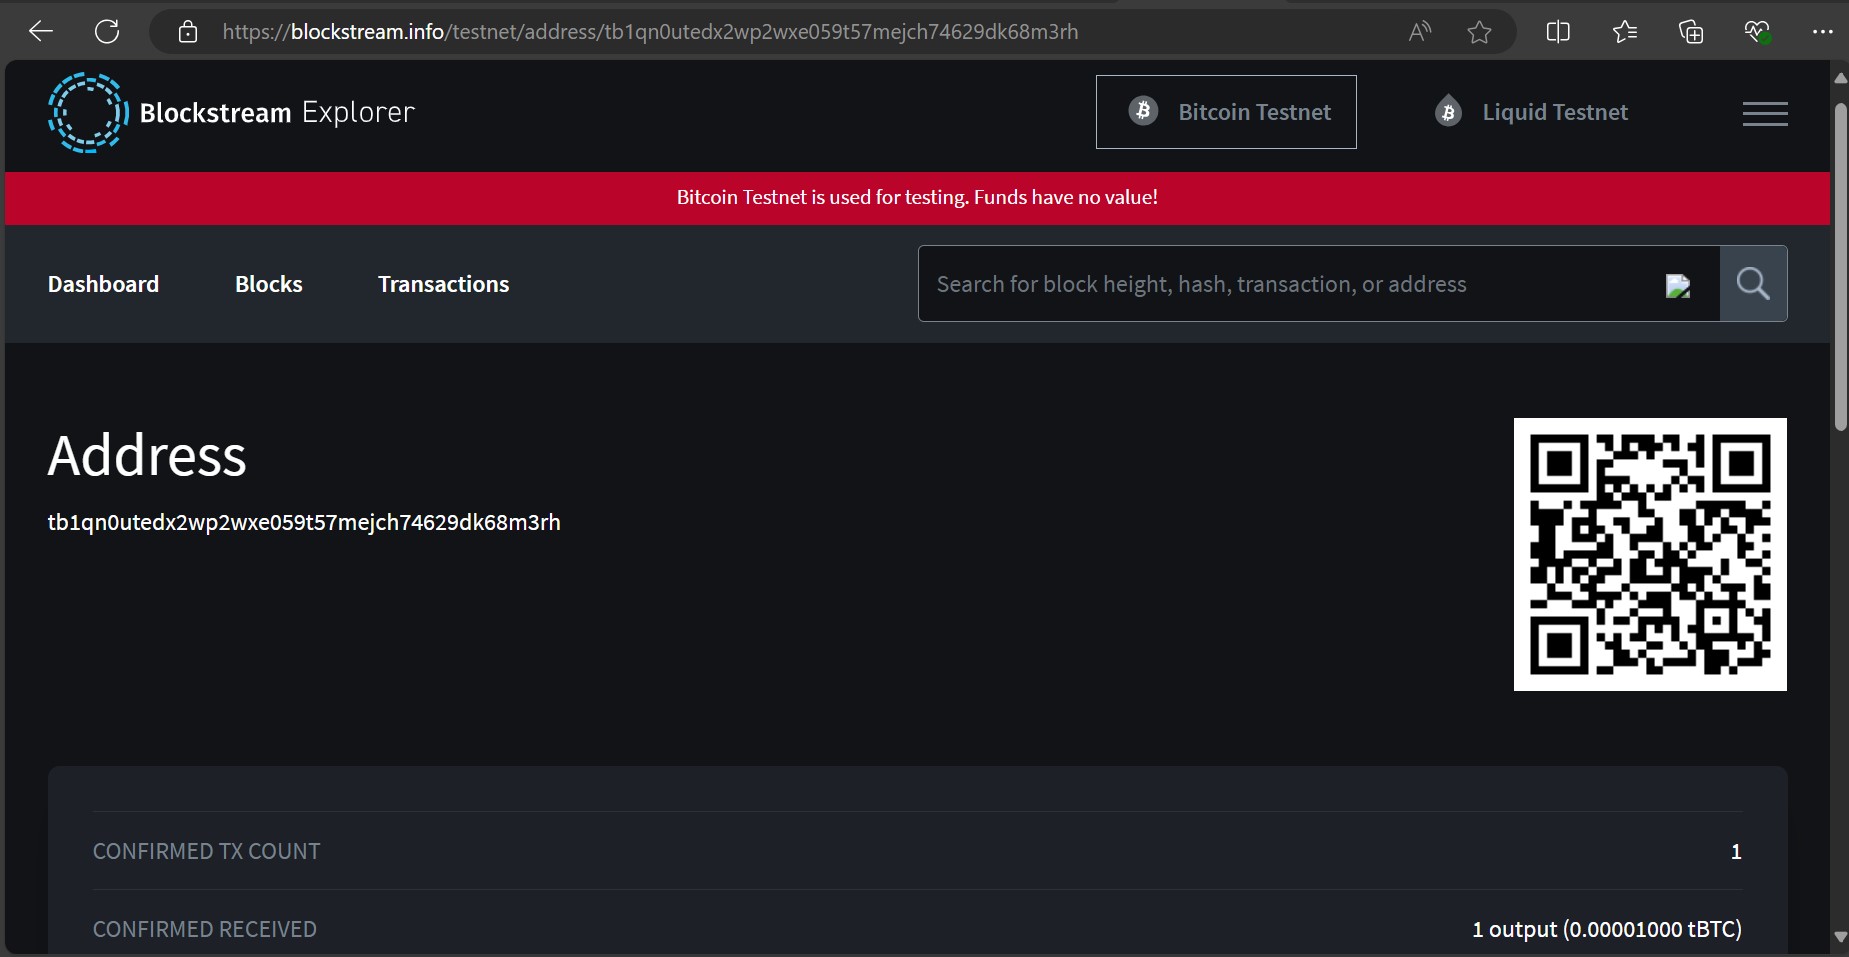 https://blockstream.info/testnet/address/tb1qn0utedx2wp2wxe059t57mejch74629dk68m3rh
Blockstream Explorer
Bitcoin Testnet
Liquid Testnet
Bitcoin Testnet is used for testing. Funds have no value!
Dashboard Blocks Transactions
Search for block height, hash, transaction, or address
Address
tb1qn0utedx2wp2wxe059t57mejch74629dk68m3rh
CONFIRMED TX COUNT 1
CONFIRMED RECEIVED 1 output (0.00001000 tBTC)